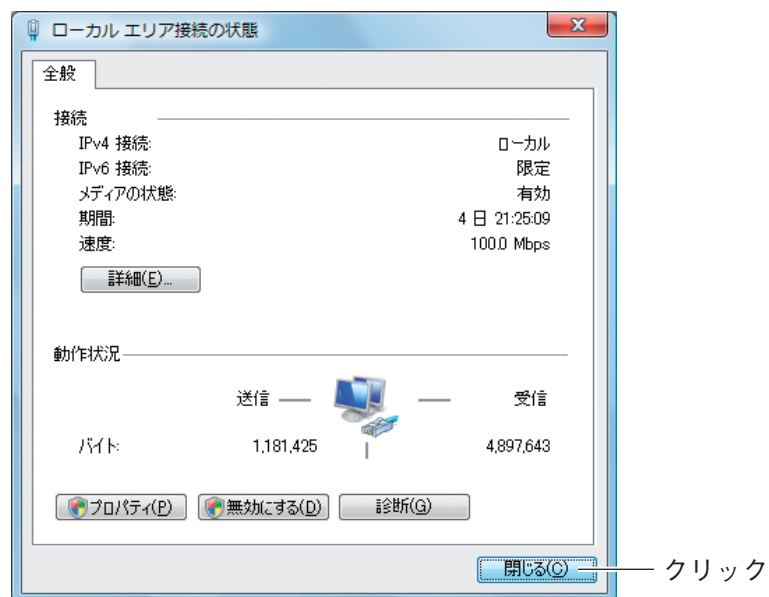 ローカル エリア接続の状態
全般
接続
IPv4 接続: ローカル
IPv6 接続: 限定
メディアの状態: 有効
期間: 4 日 21:25:09
速度: 100.0 Mbps
詳細(E)...
動作状況
送信 受信
バイト: 1,181,425 4,897,643
プロパティ(P) 無効にする(D) 診断(G)
閉じる(C) クリック